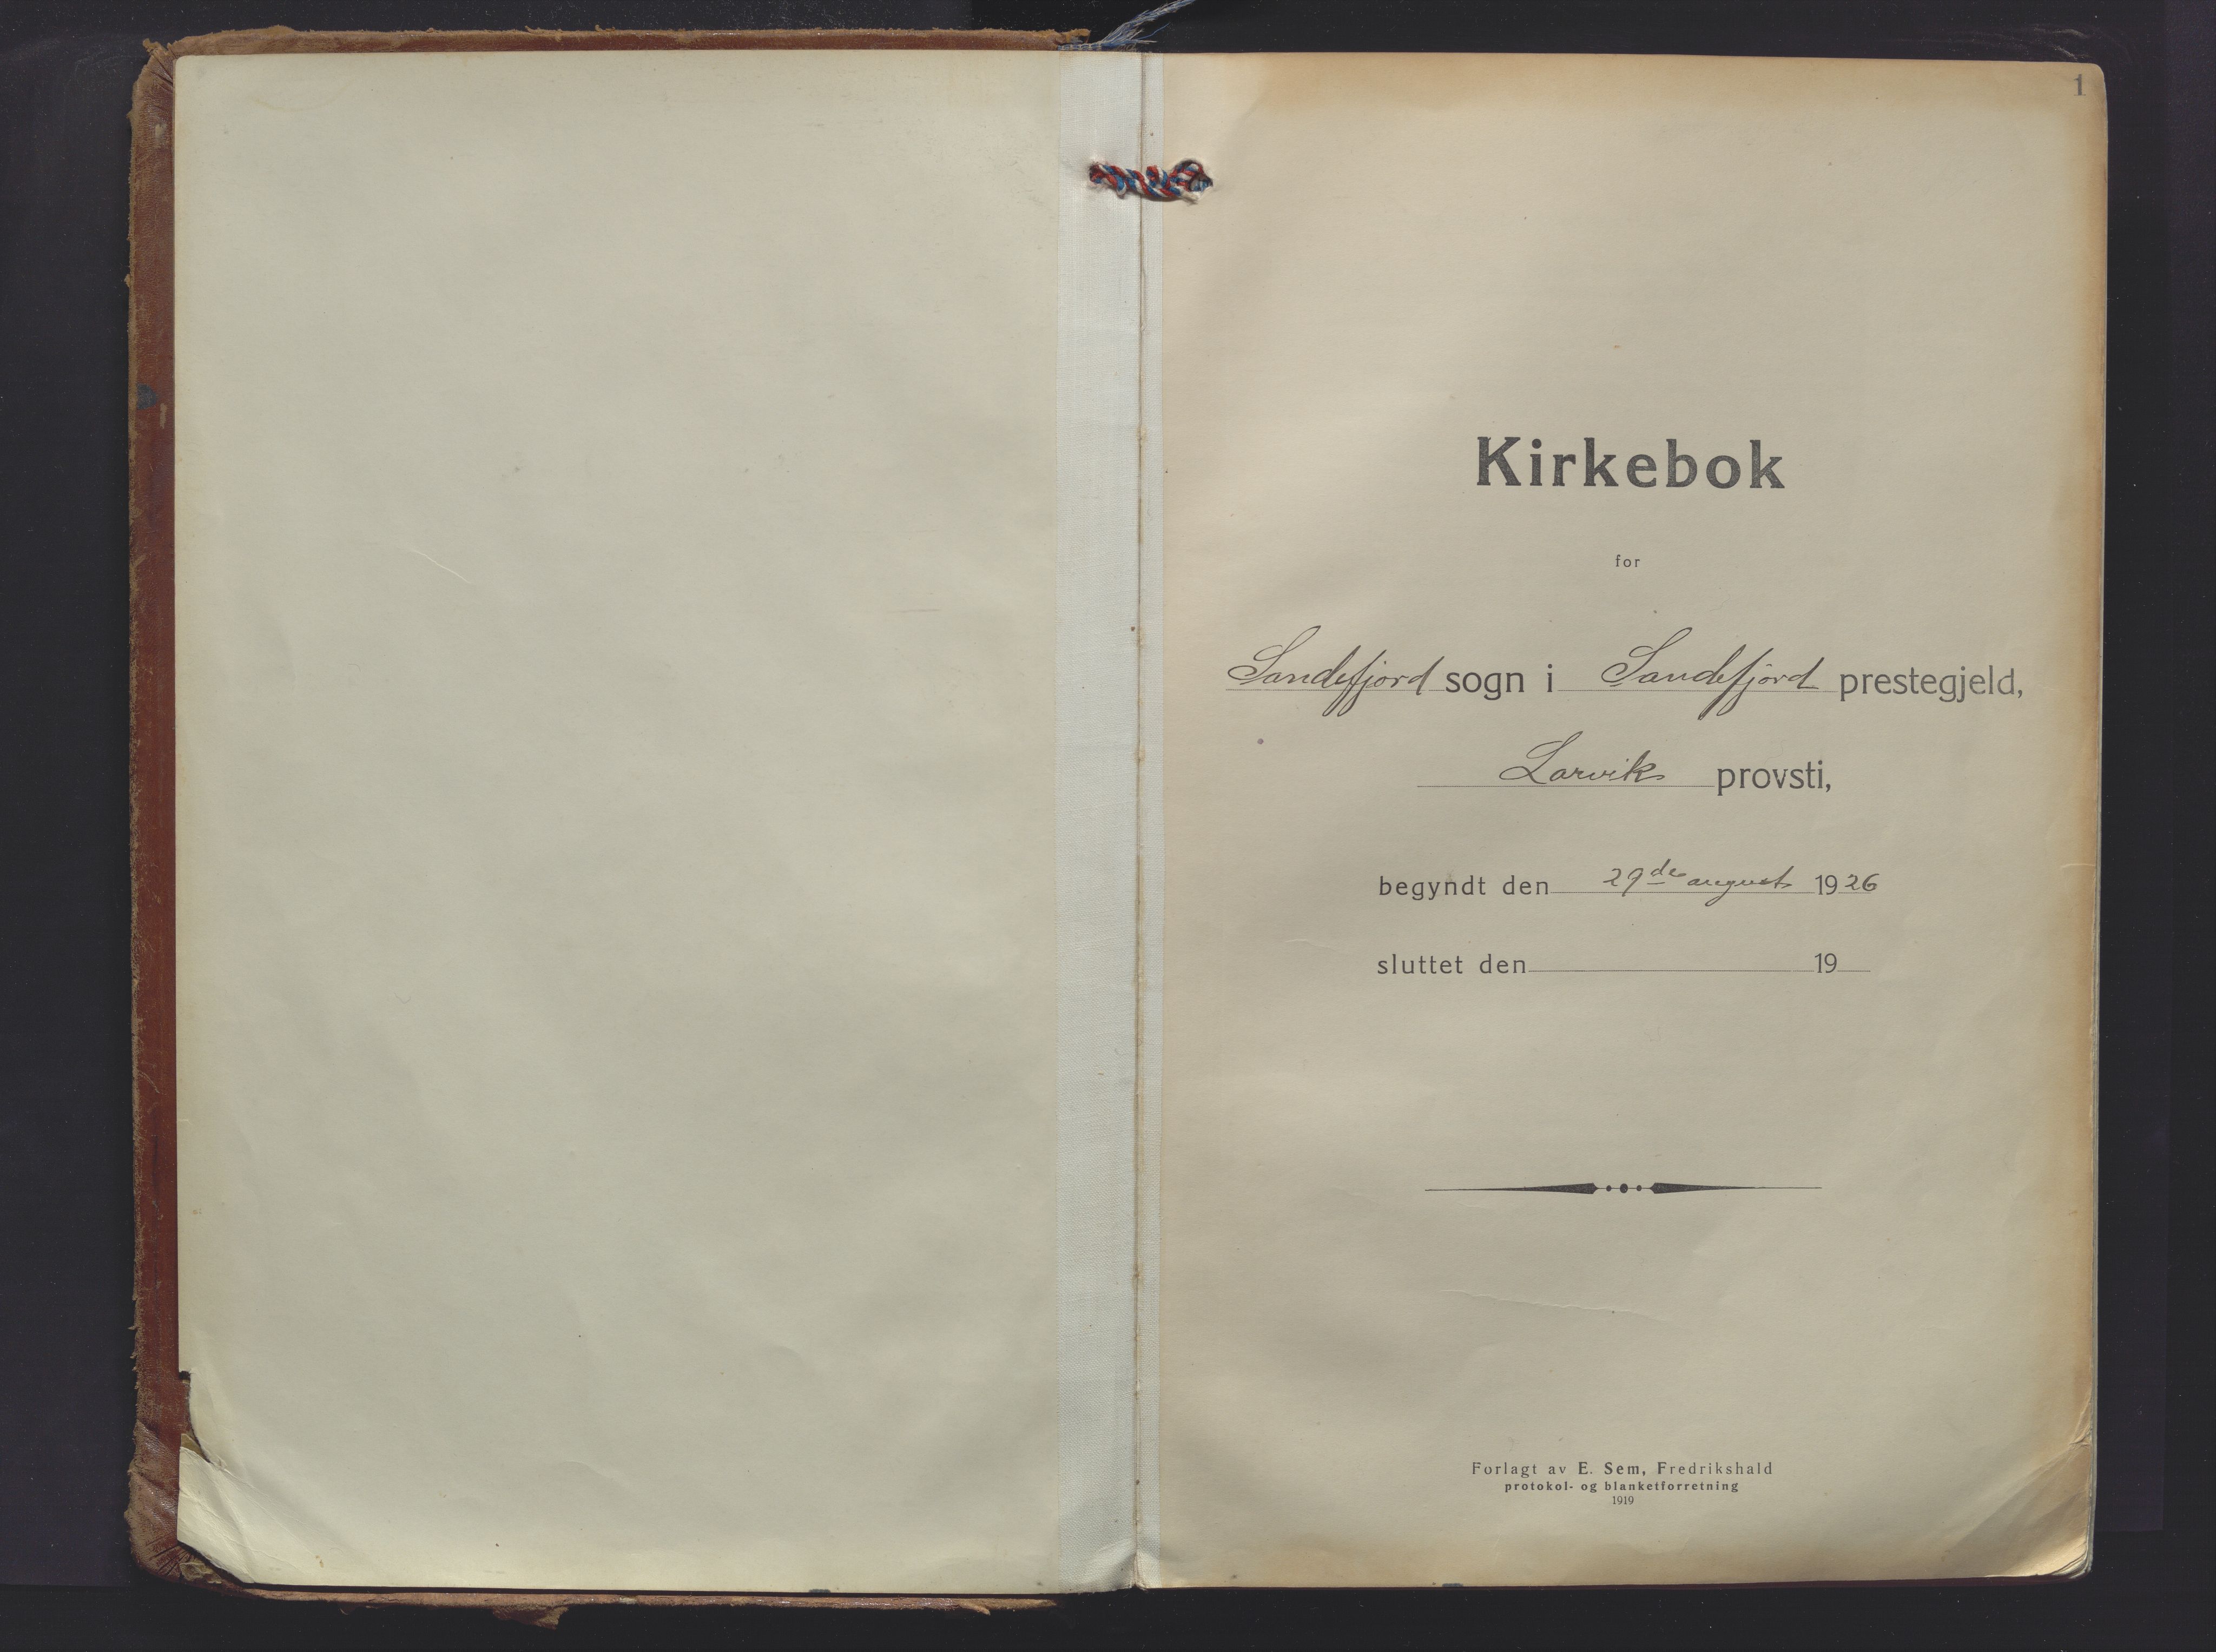 1
Kirkebok
for
Sandefjord sogn i Sandefjord prestegjeld,
Larvik provsti,
begyndt den 29de august 1926
sluttet den 19
Forlagt av E. Sem, Fredrikshald
protokol- og blanketforretning
1919